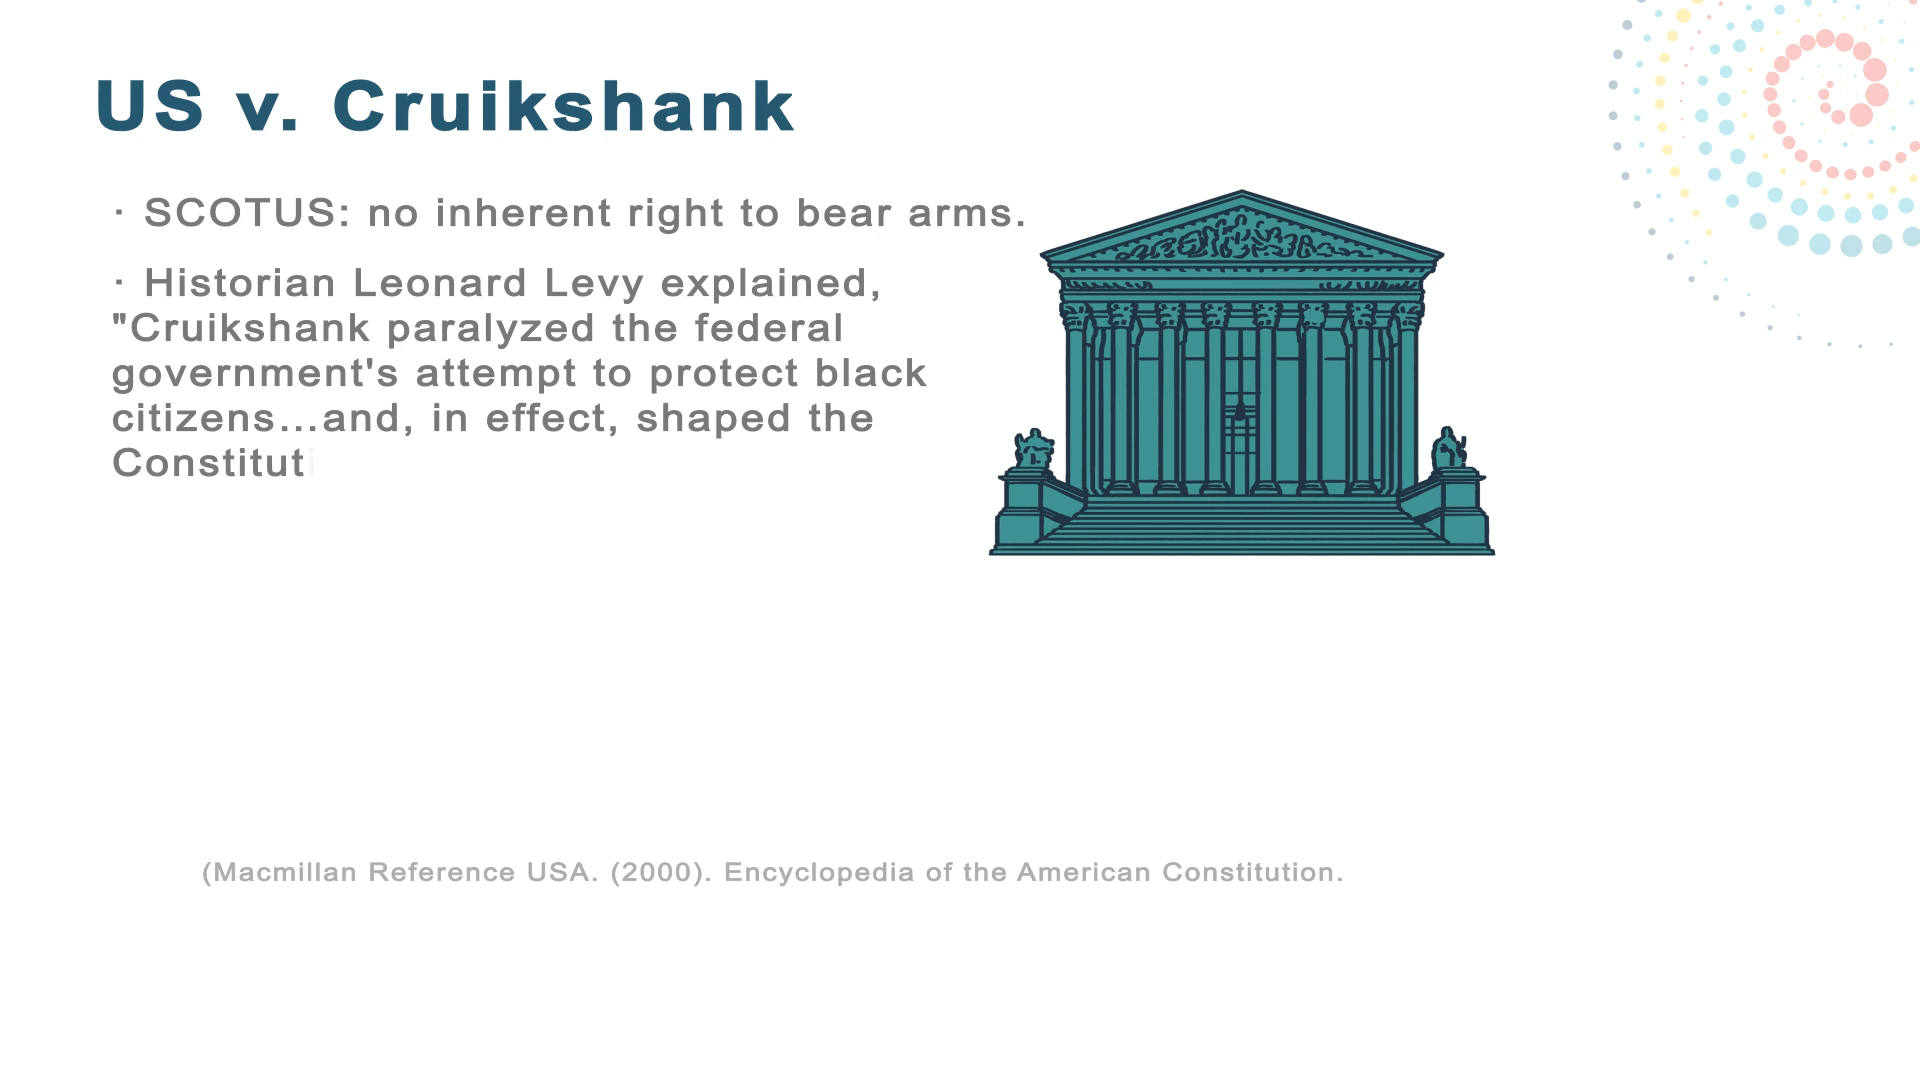 US v. Cruikshank
· SCOTUS: no inherent right to bear arms.
· Historian Leonard Levy explained,
"Cruikshank paralyzed the federal
government's attempt to protect black
citizens...and, in effect, shaped the
Constituti
(Macmillan Reference USA. (2000). Encyclopedia of the American Constitution.